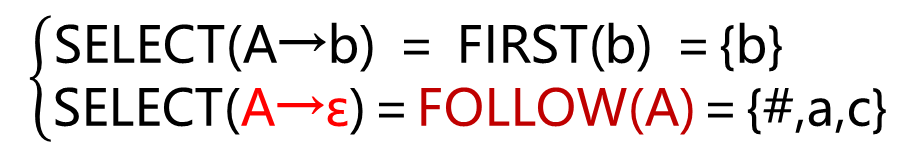 SELECT(A→b) = FIRST(b) ={b}
SELECT(A→ε)=FOLLOW(A)={#,a,c}